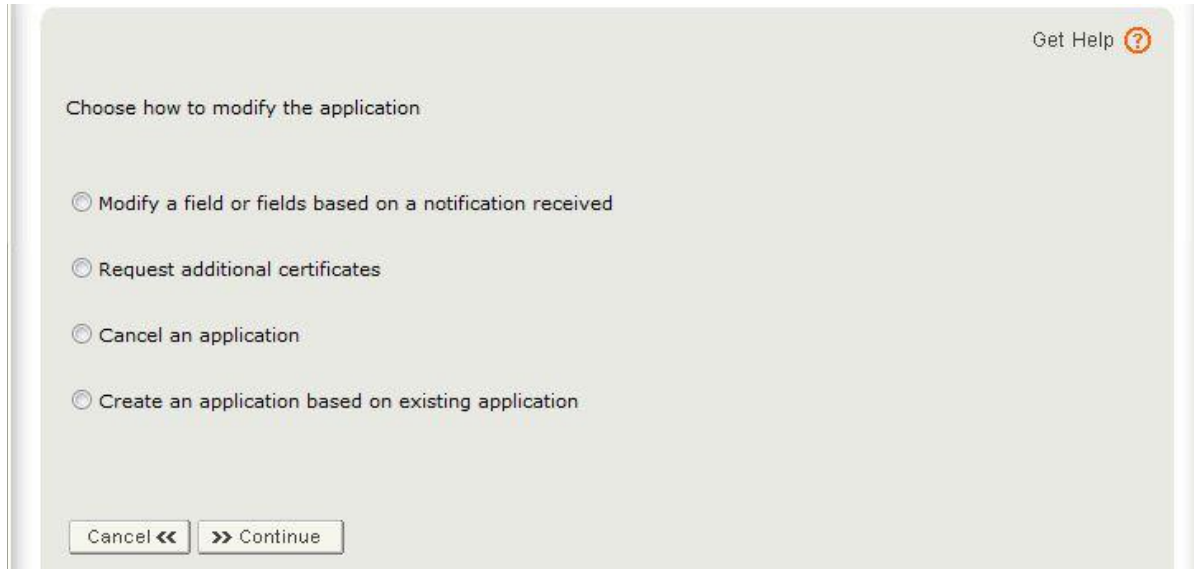 Get Help
Choose how to modify the application
Modify a field or fields based on a notification received
Request additional certificates
Cancel an application
Create an application based on existing application
Cancel << >> Continue